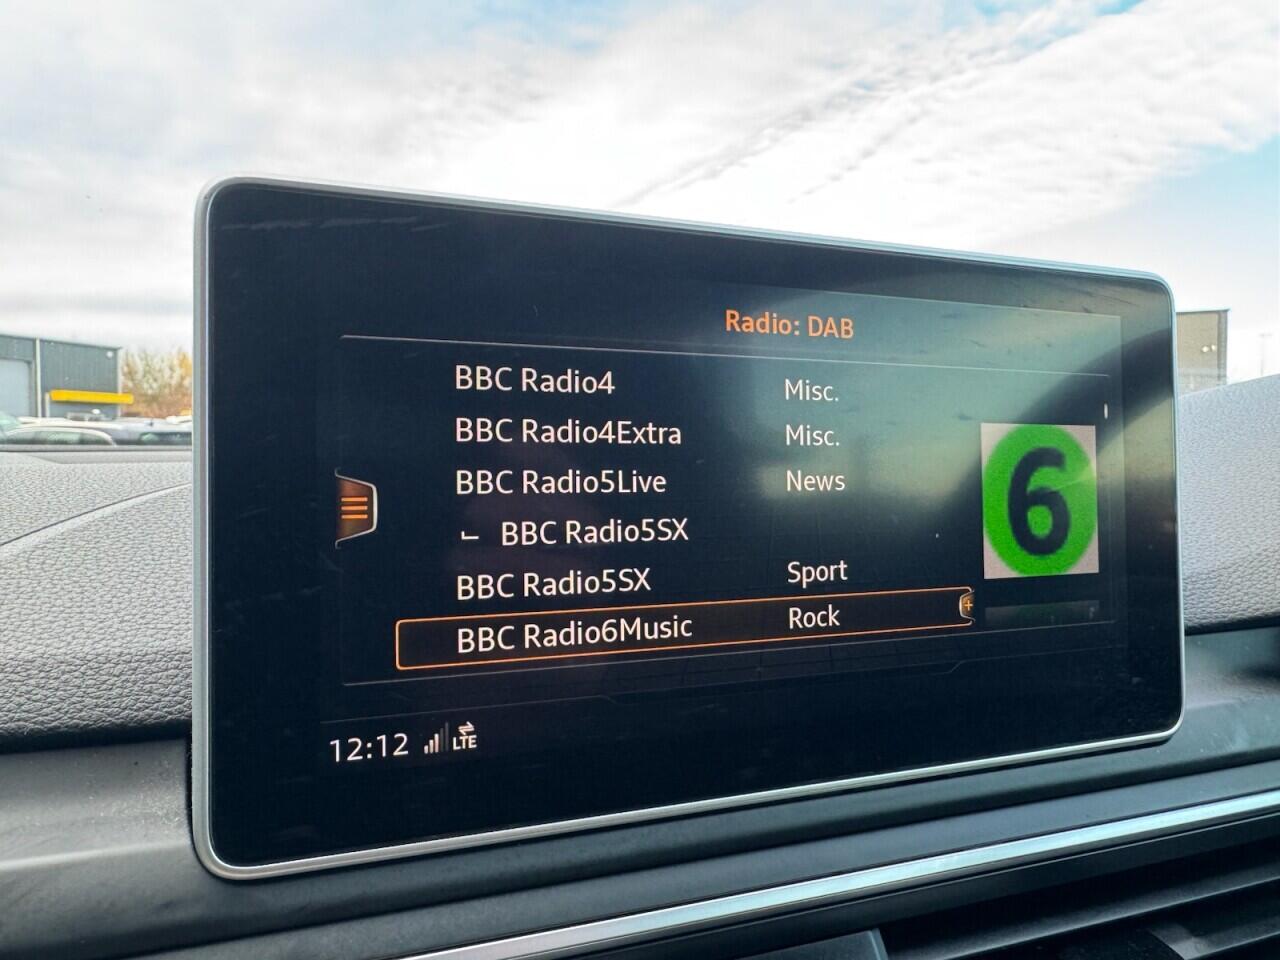 Radio: DAB
BBC Radio4 Misc.
BBC Radio4Extra Misc.
BBC Radio5Live News
BBC Radio5SX
BBC Radio5SX Sport
BBC Radio6Music Rock
6
12:12 LTE